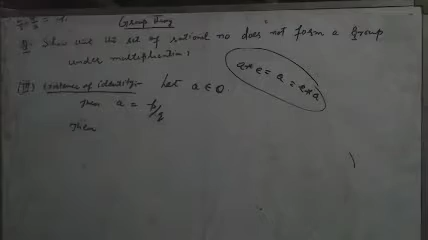 Group Theory
Q. Show that the set of rational no does not form a Group
under multiplication:
(III) Existence of identity:- Let a ∈ Q
a*e = a = e*a
then a = p/q
then